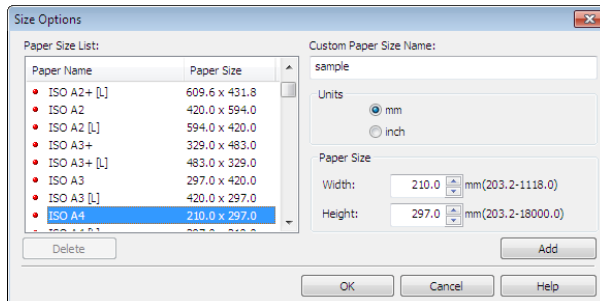 Size Options
Paper Size List:
Paper Name Paper Size
ISO A2+ [L] 609.6 x 431.8
ISO A2 420.0 x 594.0
ISO A2 [L] 594.0 x 420.0
ISO A3+ 329.0 x 483.0
ISO A3+ [L] 483.0 x 329.0
ISO A3 297.0 x 420.0
ISO A3 [L] 420.0 x 297.0
ISO A4 210.0 x 297.0
Delete
Custom Paper Size Name:
sample
Units
mm
inch
Paper Size
Width: 210.0 mm(203.2-1118.0)
Height: 297.0 mm(203.2-18000.0)
Add
OK Cancel Help